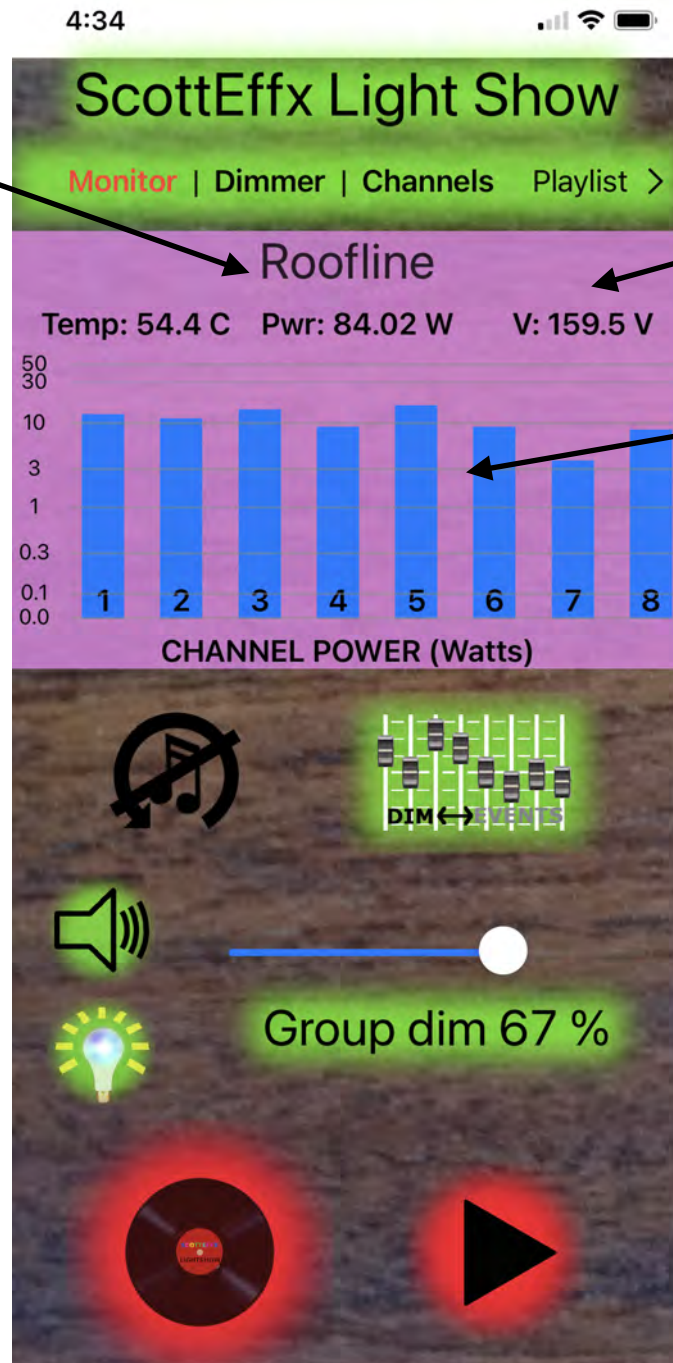 4:34
ScottEffx Light Show
Monitor | Dimmer | Channels Playlist >
Roofline
Temp: 54.4 C Pwr: 84.02 W V: 159.5 V
50
30
10
3
1
0.3
0.1
0.0
1 2 3 4 5 6 7 8
CHANNEL POWER (Watts)
DIM ↔ EVENTS
Group dim 67 %
LIGHTSHOW